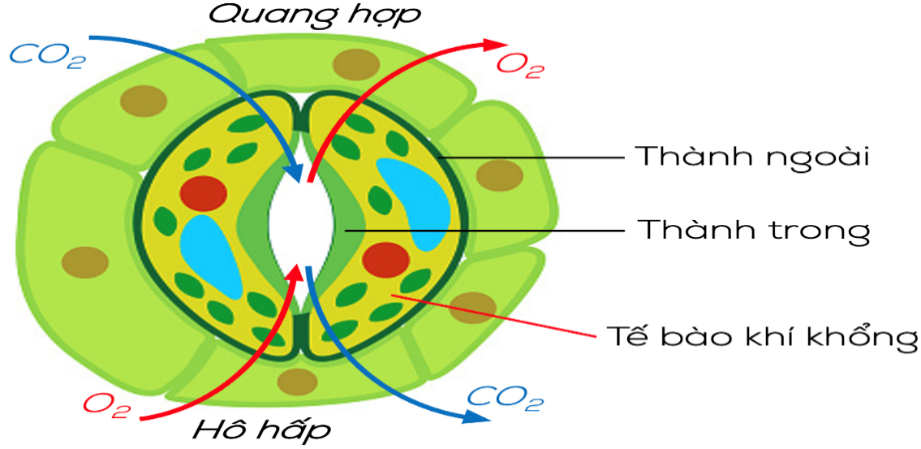 Quang hợp
CO₂
O₂
Thành ngoài
Thành trong
Tế bào khí khổng
O₂
CO₂
Hô hấp